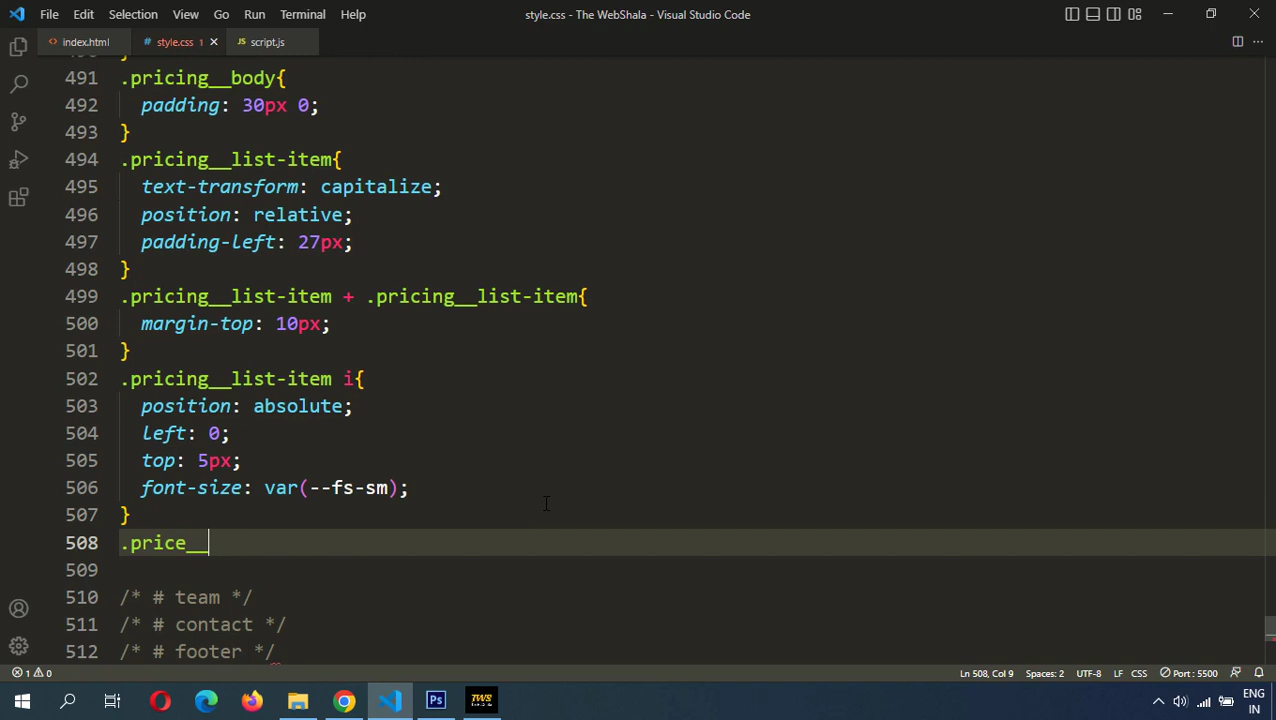 File Edit Selection View Go Run Terminal Help style.css - The WebShala - Visual Studio Code
index.html style.css 1 script.js
491 .pricing__body{
492 padding: 30px 0;
493 }
494 .pricing__list-item{
495 text-transform: capitalize;
496 position: relative;
497 padding-left: 27px;
498 }
499 .pricing__list-item + .pricing__list-item{
500 margin-top: 10px;
501 }
502 .pricing__list-item i{
503 position: absolute;
504 left: 0;
505 top: 5px;
506 font-size: var(--fs-sm);
507 }
508 .price__
509
510 /* # team */
511 /* # contact */
512 /* # footer */
1 0 Ln 508, Col 9 Spaces: 2 UTF-8 LF CSS Port: 5500
Ps TWS ENG
IN